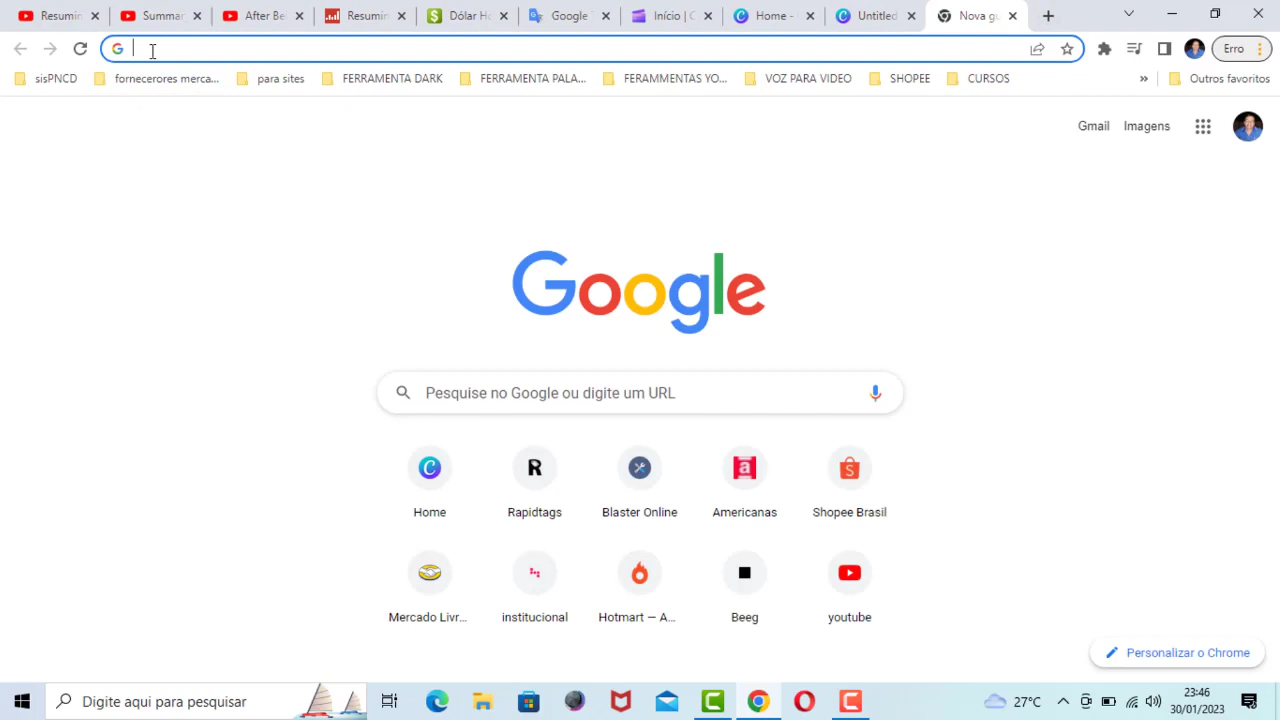 Resumin
Summar
After Be
Resumin
Dólar Ho
Google T
Início | C
Home -
Untitled
Nova gu
Erro
sisPNCD
fornecerores merca...
para sites
FERRAMENTA DARK
FERRAMENTA PALA...
FERAMMENTAS YO...
VOZ PARA VIDEO
SHOPEE
CURSOS
»
Outros favoritos
Gmail
Imagens
Google
Pesquise no Google ou digite um URL
Home
Rapidtags
Blaster Online
Americanas
Shopee Brasil
Mercado Livr...
institucional
Hotmart — A...
Beeg
youtube
Personalizar o Chrome
Digite aqui para pesquisar
27°C
23:46
30/01/2023